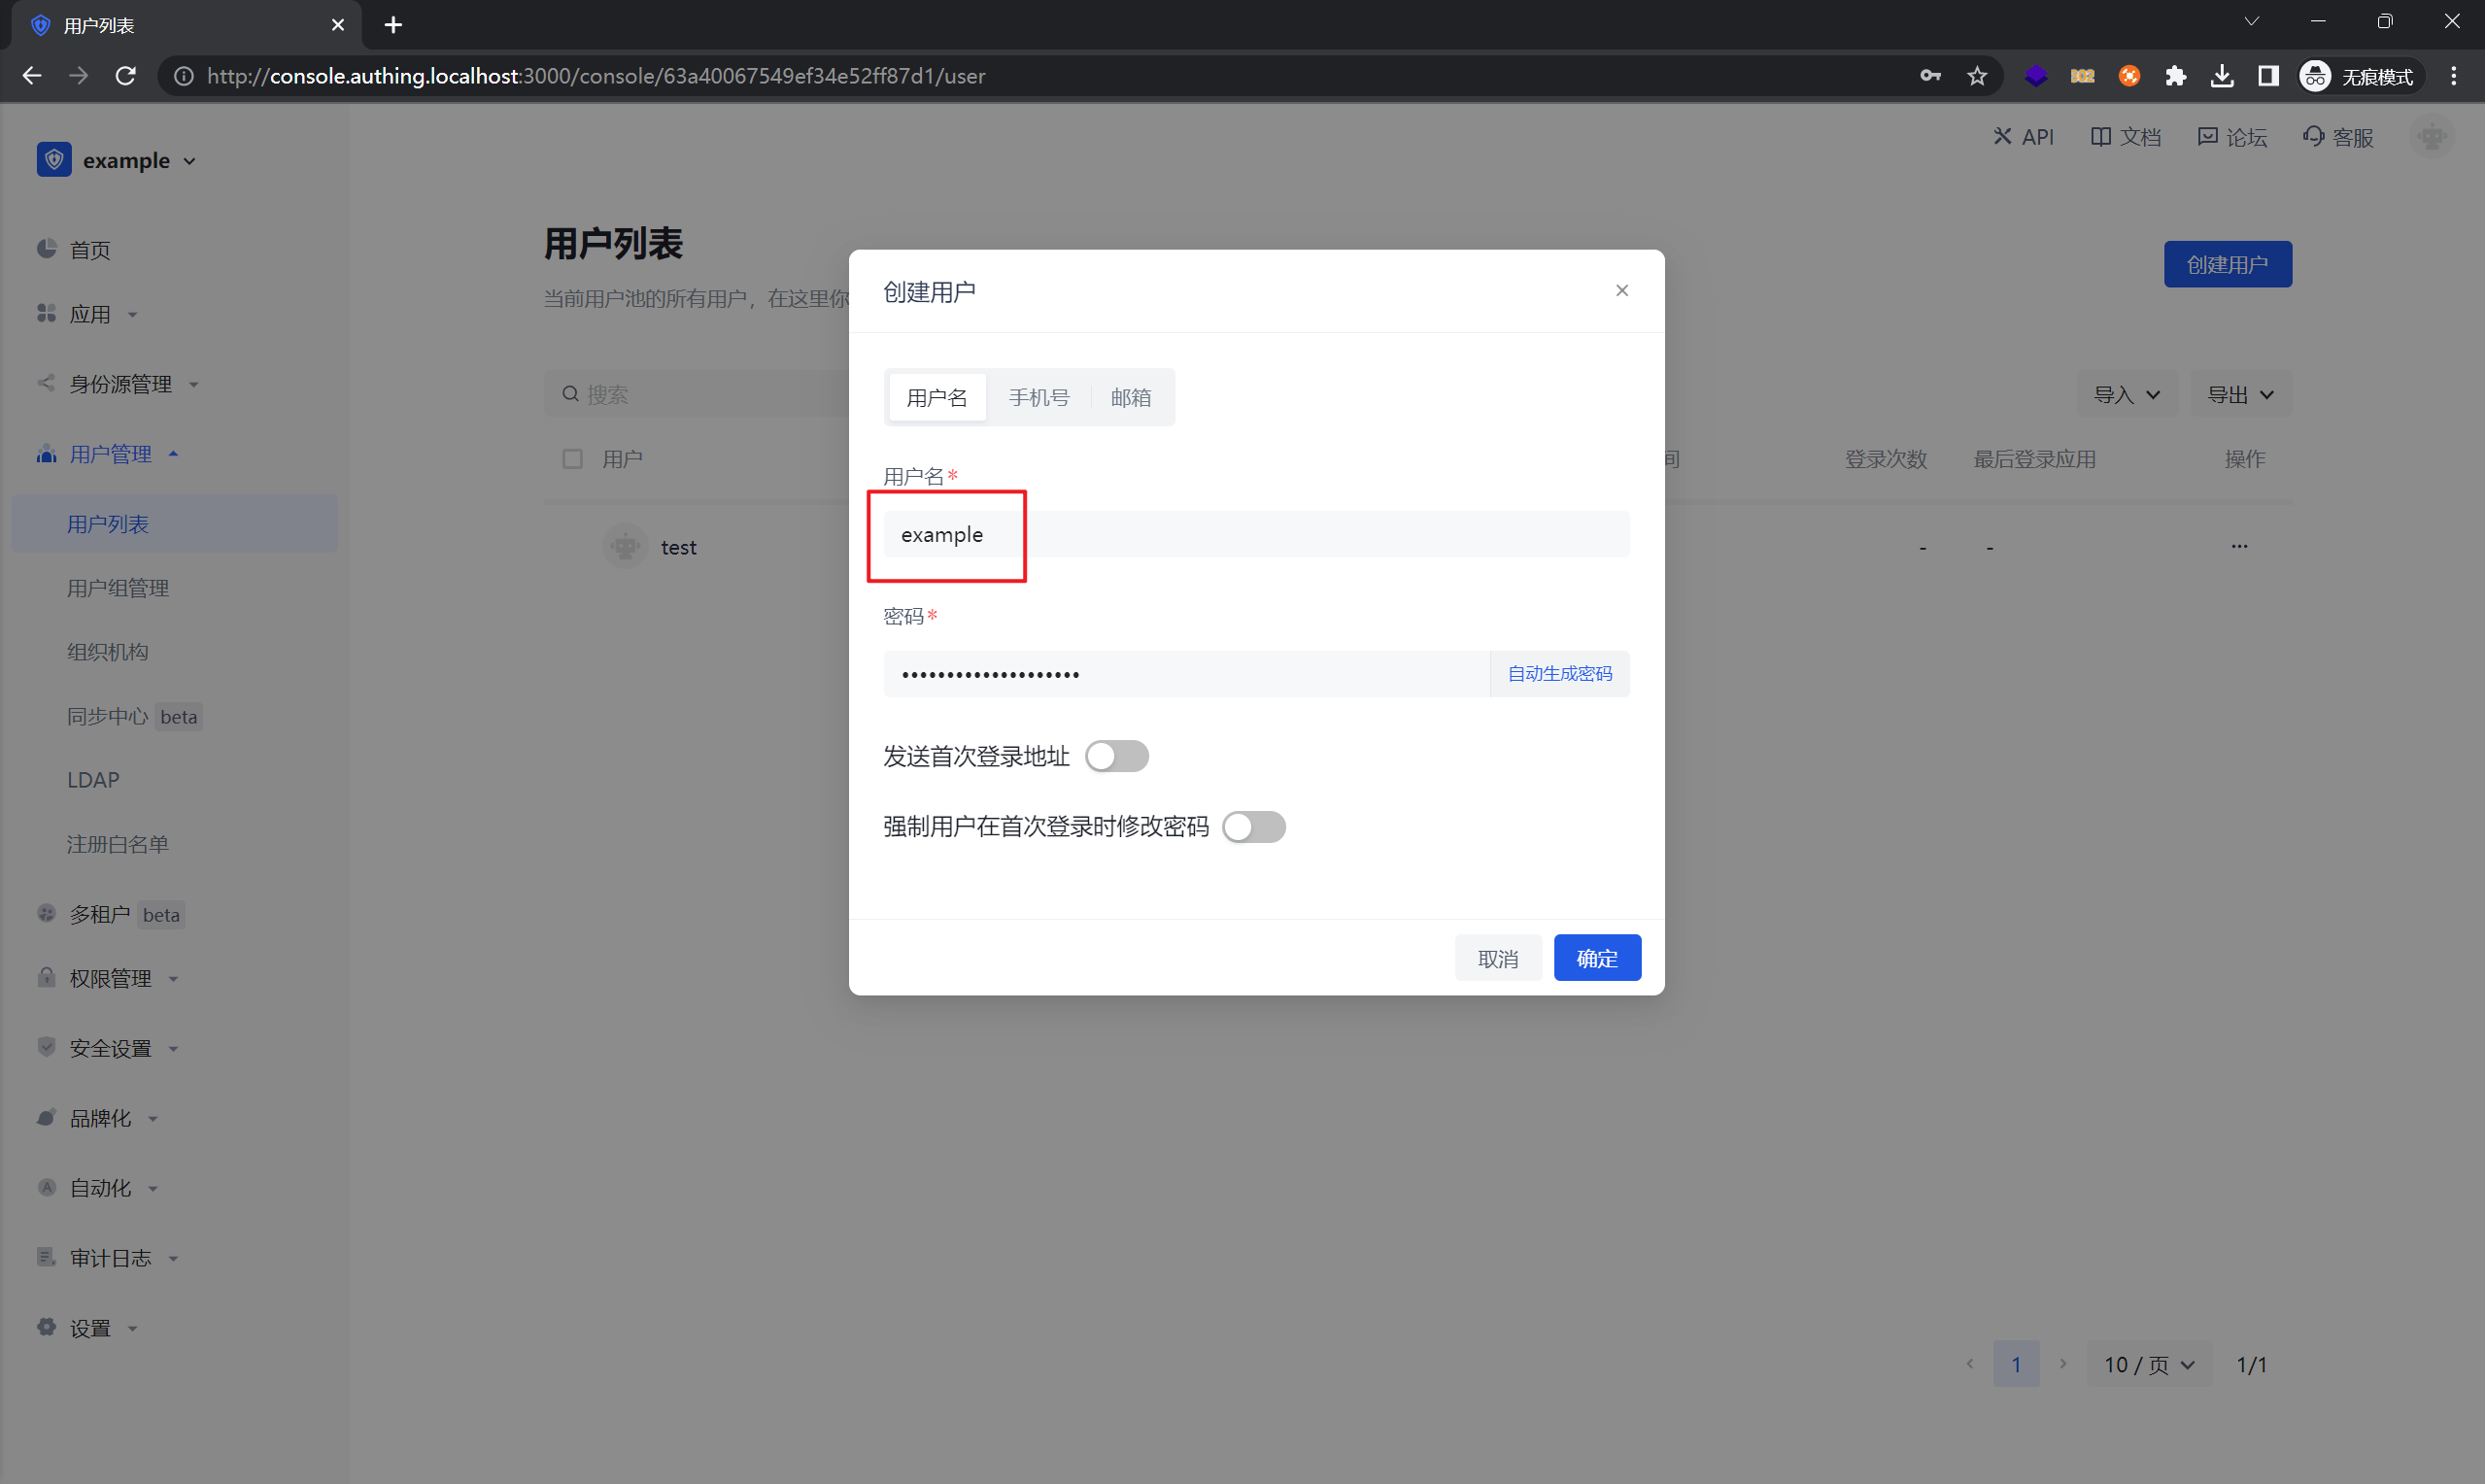 用户列表
http://console.authing.localhost:3000/console/63a40067549ef34e52ff87d1/user
302
无痕模式
example
API
文档
论坛
客服
首页
应用
身份源管理
用户管理
用户列表
用户组管理
组织机构
同步中心 beta
LDAP
注册白名单
多租户 beta
权限管理
安全设置
品牌化
自动化
审计日志
设置
用户列表
当前用户池的所有用户，在这里你
创建用户
搜索
导入
导出
用户
间
登录次数
最后登录应用
操作
test
-
-
···
创建用户
用户名
手机号
邮箱
用户名*
example
密码*
••••••••••••••••••••
自动生成密码
发送首次登录地址
强制用户在首次登录时修改密码
取消
确定
1
10 / 页
1/1